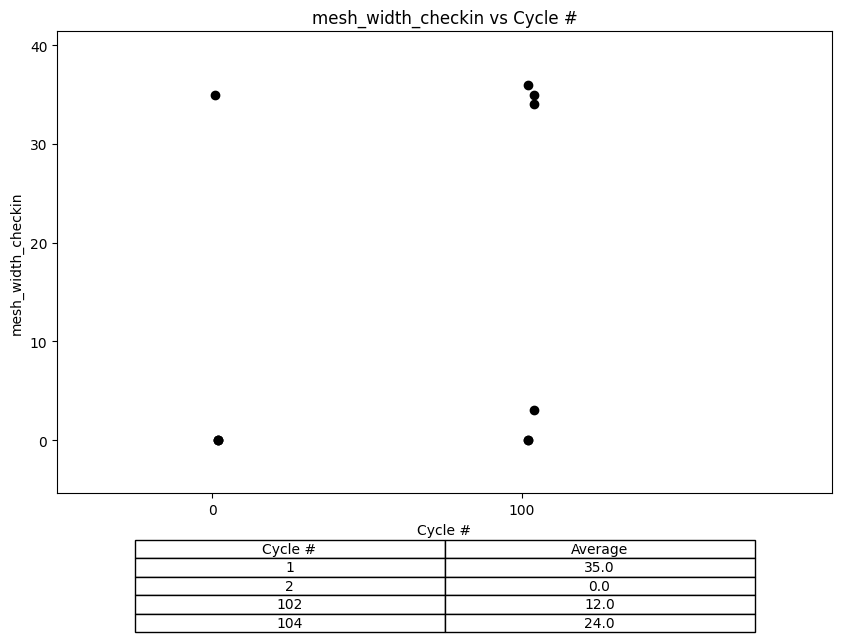 mesh_width_checkin vs Cycle #
40
30
20
10
0
mesh_width_checkin
0 100
Cycle #
Cycle # Average
1 35.0
2 0.0
102 12.0
104 24.0